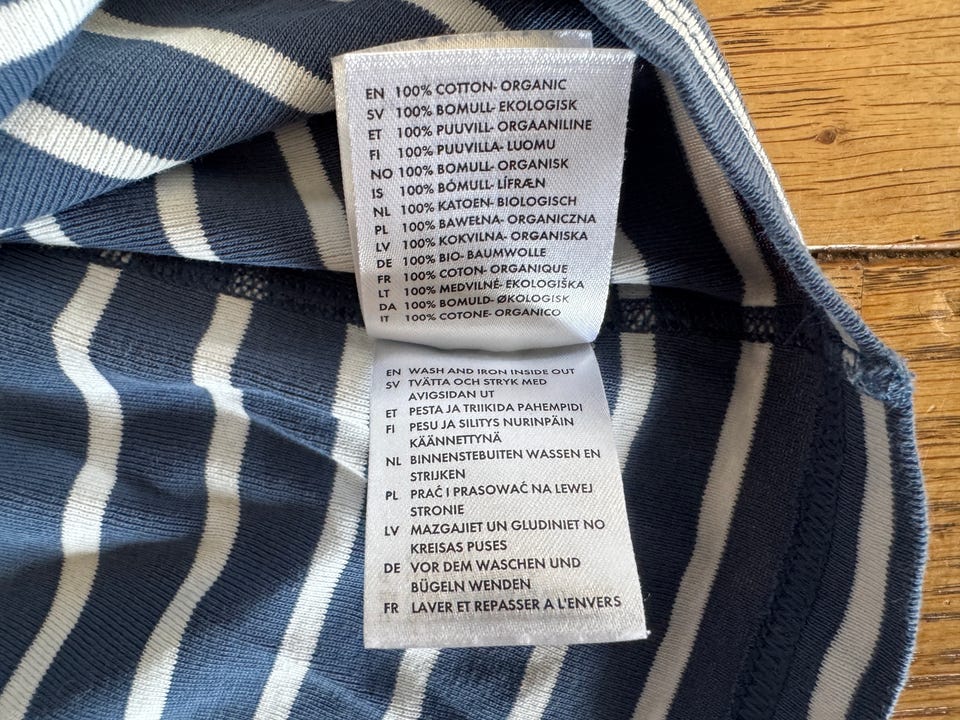 EN 100% COTTON- ORGANIC
SV 100% BOMULL- EKOLOGISK
ET 100% PUUVILL- ORGAANILINE
FI 100% PUUVILLA- LUOMU
NO 100% BOMULL- ORGANISK
IS 100% BÓMULL- LÍFRÆN
NL 100% KATOEN- BIOLOGISCH
PL 100% BAWEŁNA- ORGANICZNA
LV 100% KOKVILNA- ORGANISKA
DE 100% BIO- BAUMWOLLE
FR 100% COTON- ORGANIQUE
LT 100% MEDVILNĖ- EKOLOGIŠKA
DA 100% BOMULD- ØKOLOGISK
IT 100% COTONE- ORGANICO
EN WASH AND IRON INSIDE OUT
SV TVÄTTA OCH STRYK MED
AVIGSIDAN UT
ET PESTA JA TRIIKIDA PAHEMPIDI
FI PESU JA SILITYS NURINPÄIN
KÄÄNNETTYNÄ
NL BINNENSTEBUITEN WASSEN EN
STRIJKEN
PL PRAĆ I PRASOWAĆ NA LEWEJ
STRONIE
LV MAZGAJIET UN GLUDINIET NO
KREISAS PUSES
DE VOR DEM WASCHEN UND
BÜGELN WENDEN
FR LAVER ET REPASSER A L'ENVERS